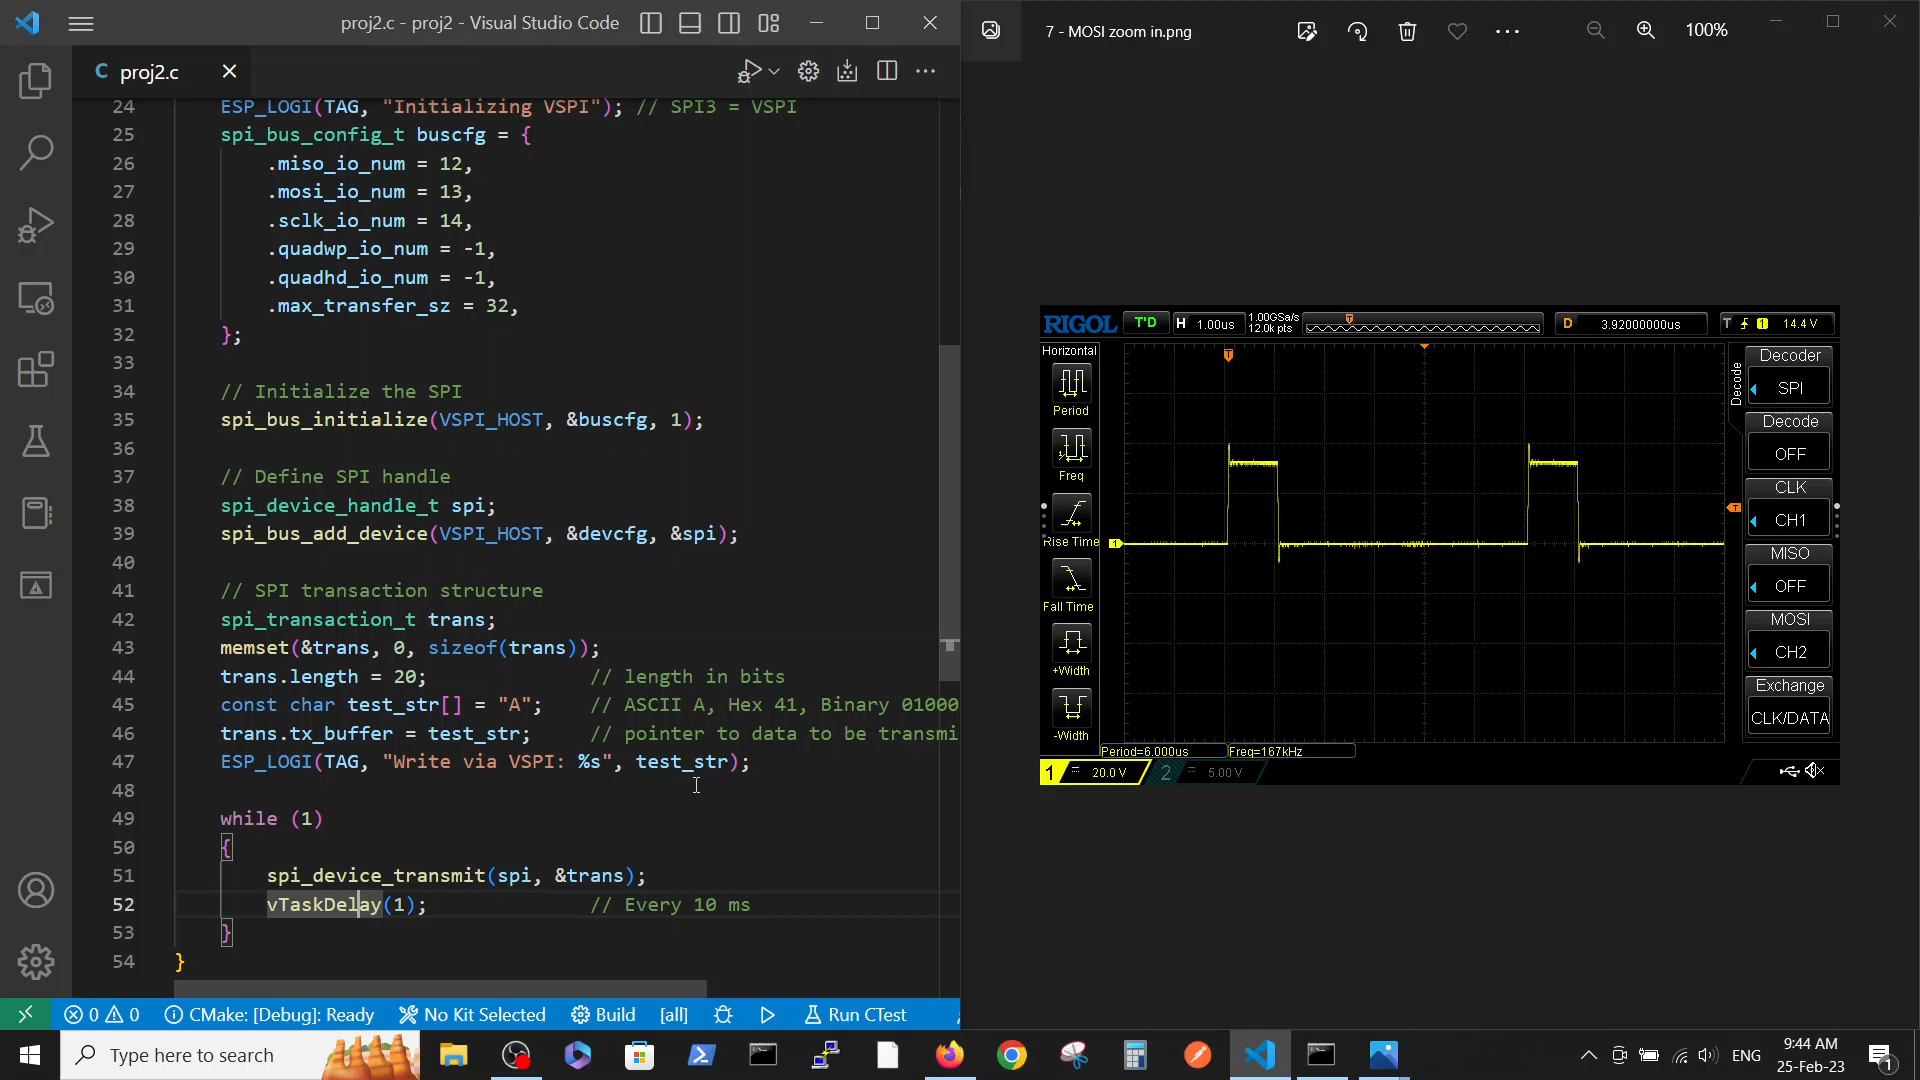 proj2.c - proj2 - Visual Studio Code
C proj2.c
24 ESP_LOGI(TAG, "Initializing VSPI"); // SPI3 = VSPI
25 spi_bus_config_t buscfg = {
26 .miso_io_num = 12,
27 .mosi_io_num = 13,
28 .sclk_io_num = 14,
29 .quadwp_io_num = -1,
30 .quadhd_io_num = -1,
31 .max_transfer_sz = 32,
32 };
33
34 // Initialize the SPI
35 spi_bus_initialize(VSPI_HOST, &buscfg, 1);
36
37 // Define SPI handle
38 spi_device_handle_t spi;
39 spi_bus_add_device(VSPI_HOST, &devcfg, &spi);
40
41 // SPI transaction structure
42 spi_transaction_t trans;
43 memset(&trans, 0, sizeof(trans));
44 trans.length = 20; // length in bits
45 const char test_str[] = "A"; // ASCII A, Hex 41, Binary 01000
46 trans.tx_buffer = test_str; // pointer to data to be transmi
47 ESP_LOGI(TAG, "Write via VSPI: %s", test_str);
48
49 while (1)
50 {
51 spi_device_transmit(spi, &trans);
52 vTaskDelay(1); // Every 10 ms
53 }
54 }
0 0 CMake: [Debug]: Ready No Kit Selected Build [all] Run CTest
7 - MOSI zoom in.png
100%
RIGOL T'D H 1.00us 1.00GSa/s 12.0k pts D 3.92000000us T 1 14.4 V
Horizontal
Period
Freq
Rise Time
Fall Time
+Width
-Width
T
1
T
Period=6.000us Freq=167kHz
1 20.0 V 2 5.00 V
Decode
Decoder
SPI
Decode
OFF
CLK
CH1
MISO
OFF
MOSI
CH2
Exchange
CLK/DATA
Type here to search
ENG
9:44 AM
25-Feb-23
1